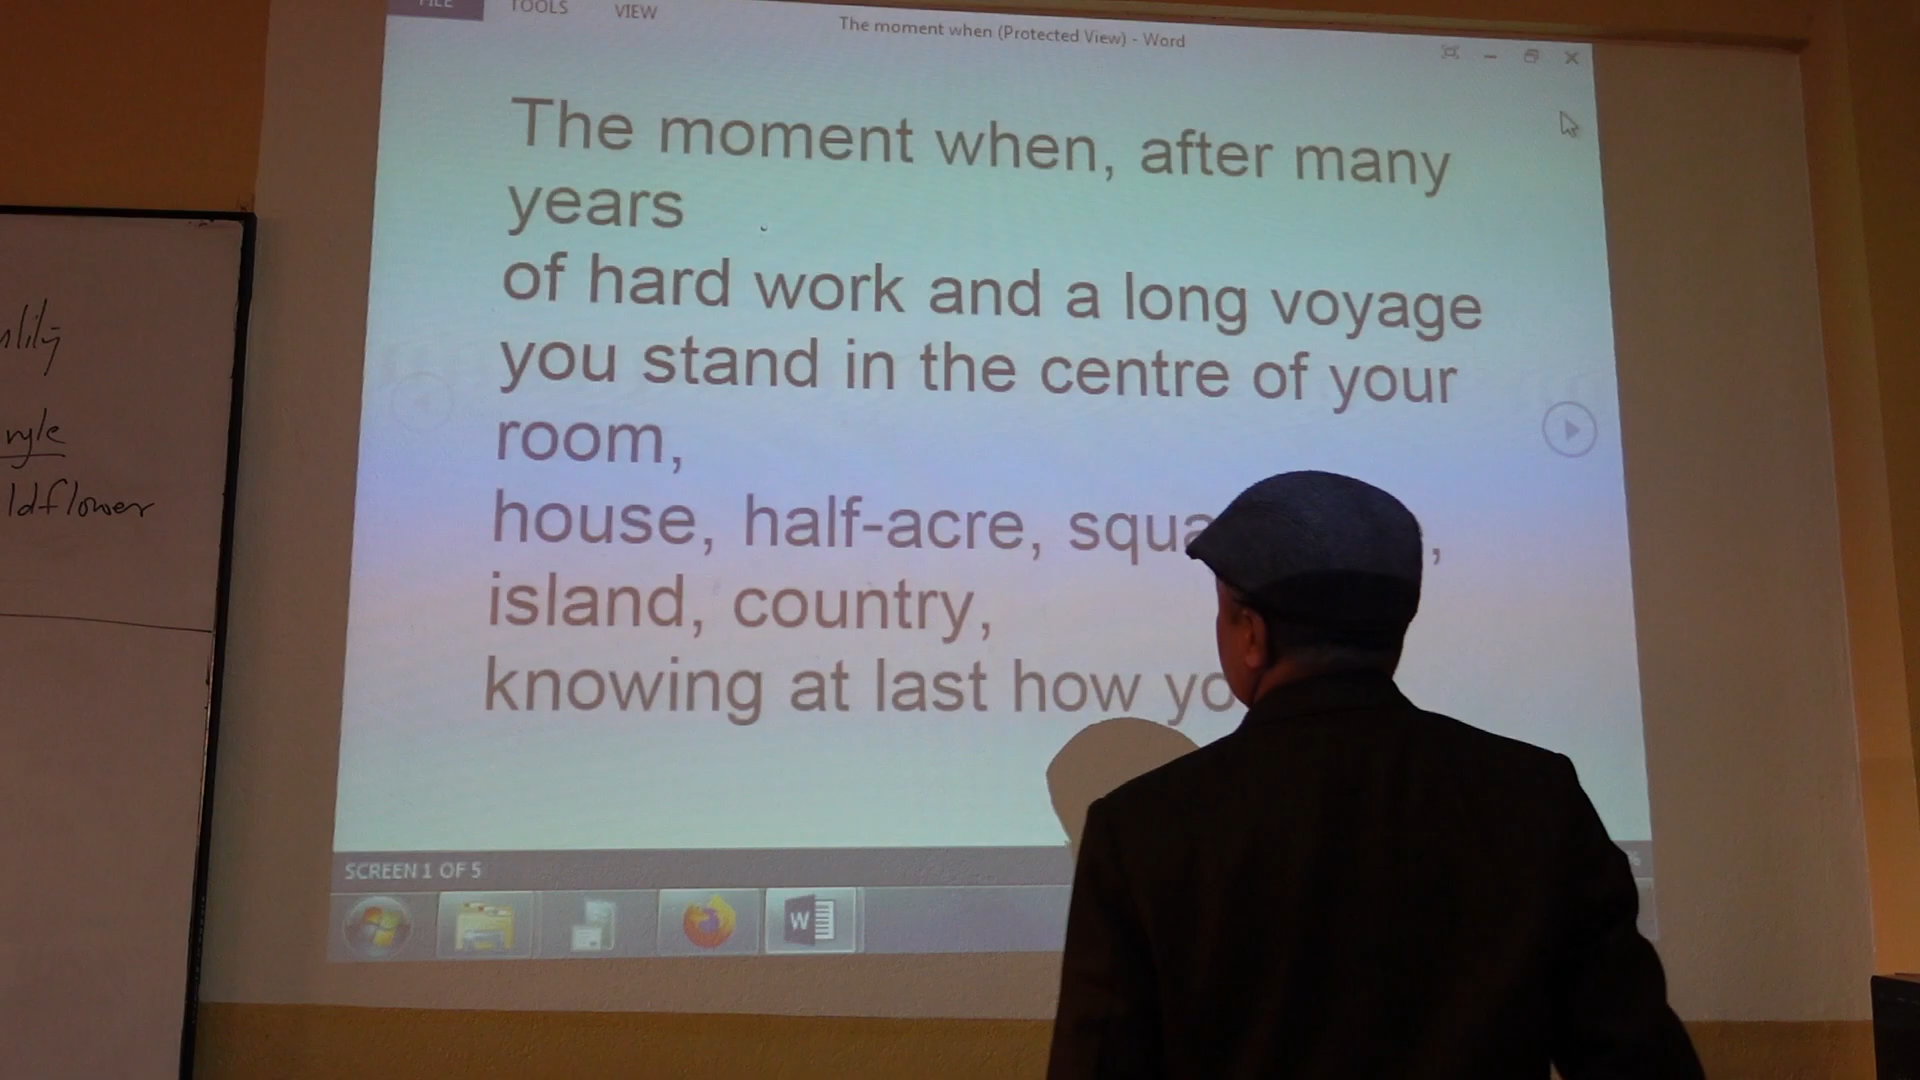 FILE TOOLS VIEW
The moment when (Protected View) - Word
The moment when, after many
years
of hard work and a long voyage
you stand in the centre of your
room,
house, half-acre, squa ,
island, country,
knowing at last how yo
SCREEN 1 OF 5
W
ldflower